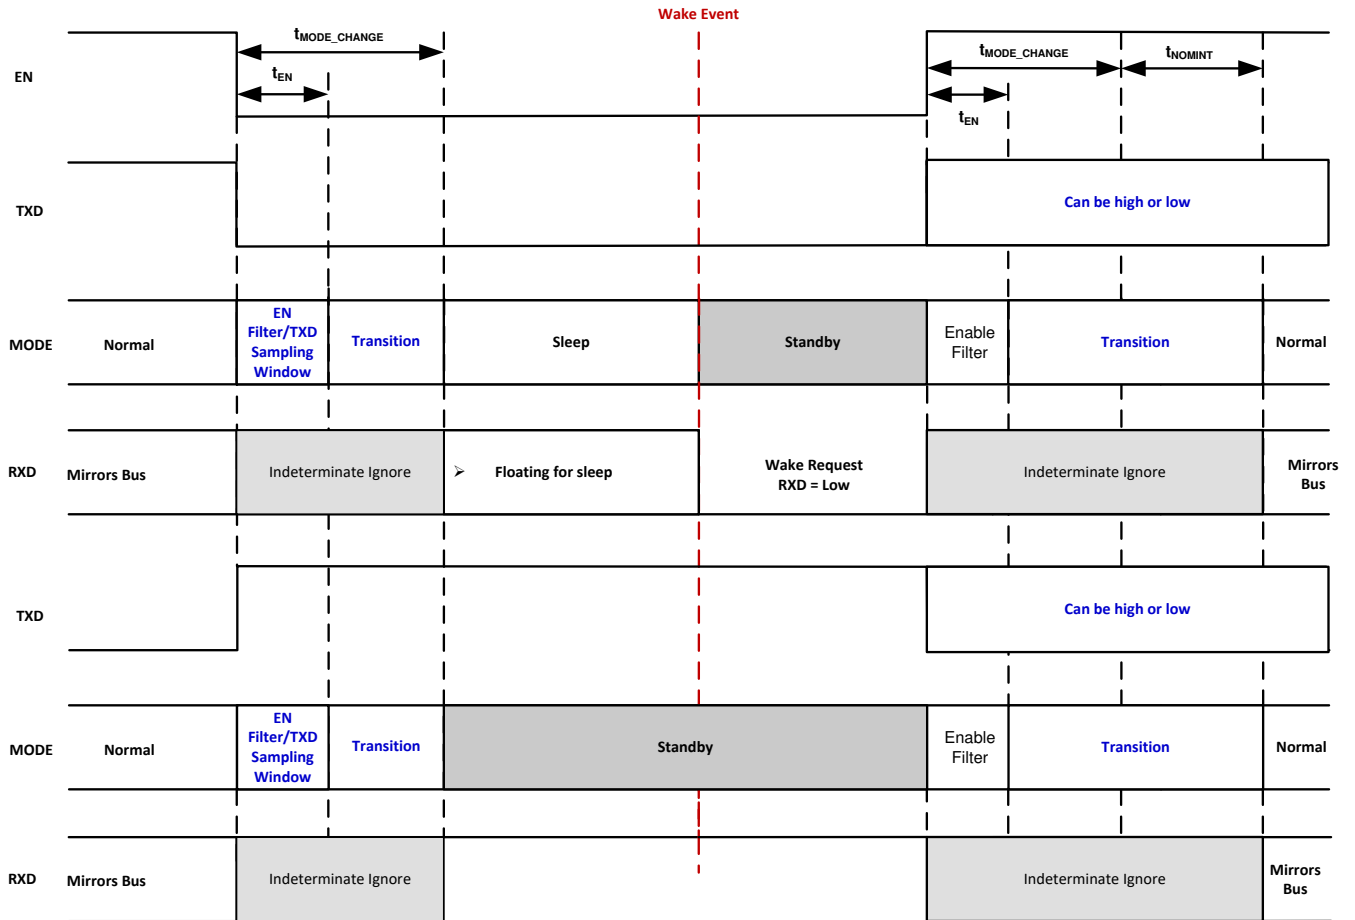 Wake Event
tMODE_CHANGE
tMODE_CHANGE
tNOMINT
EN
tEN
tEN
TXD
Can be high or low
MODE
Normal
EN
Filter/TXD
Sampling
Window
Transition
Sleep
Standby
Enable
Filter
Transition
Normal
RXD
Mirrors Bus
Indeterminate Ignore
➢ Floating for sleep
Wake Request
RXD = Low
Indeterminate Ignore
Mirrors
Bus
TXD
Can be high or low
MODE
Normal
EN
Filter/TXD
Sampling
Window
Transition
Standby
Enable
Filter
Transition
Normal
RXD
Mirrors Bus
Indeterminate Ignore
Indeterminate Ignore
Mirrors
Bus